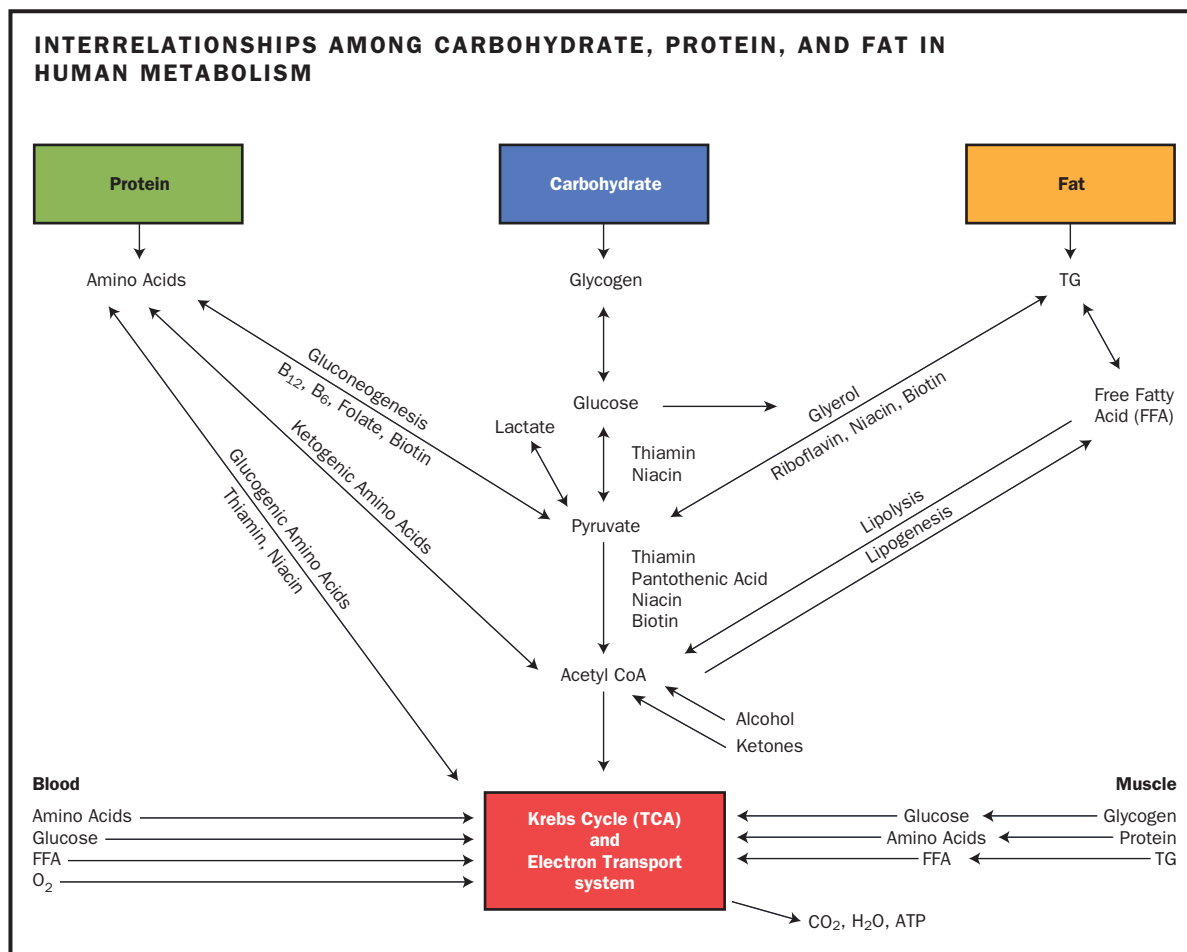 INTERRELATIONSHIPS AMONG CARBOHYDRATE, PROTEIN, AND FAT IN
HUMAN METABOLISM
Protein
Carbohydrate
Fat
Amino Acids
Glycogen
TG
Gluconeogenesis
B12, B6, Folate, Biotin
Ketogenic Amino Acids
Glucogenic Amino Acids
Thiamin, Niacin
Lactate
Glucose
Thiamin
Niacin
Glyerol
Riboflavin, Niacin, Biotin
Free Fatty
Acid (FFA)
Pyruvate
Lipolysis
Lipogenesis
Thiamin
Pantothenic Acid
Niacin
Biotin
Acetyl CoA
Alcohol
Ketones
Blood
Amino Acids
Glucose
FFA
O2
Krebs Cycle (TCA)
and
Electron Transport
system
Muscle
Glucose
Glycogen
Amino Acids
Protein
FFA
TG
CO2, H2O, ATP